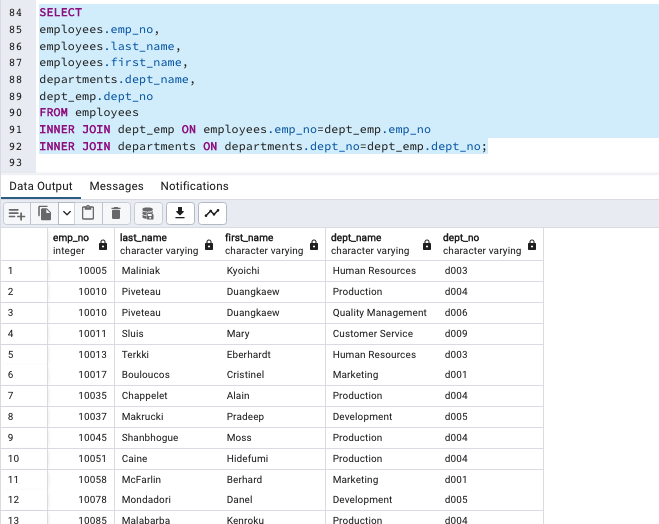 84 SELECT
85 employees.emp_no,
86 employees.last_name,
87 employees.first_name,
88 departments.dept_name,
89 dept_emp.dept_no
90 FROM employees
91 INNER JOIN dept_emp ON employees.emp_no=dept_emp.emp_no
92 INNER JOIN departments ON departments.dept_no=dept_emp.dept_no;
93
Data Output Messages Notifications
emp_no last_name first_name dept_name dept_no
integer character varying character varying character varying character varying
1 10005 Maliniak Kyoichi Human Resources d003
2 10010 Piveteau Duangkaew Production d004
3 10010 Piveteau Duangkaew Quality Management d006
4 10011 Sluis Mary Customer Service d009
5 10013 Terkki Eberhardt Human Resources d003
6 10017 Bouloucos Cristinel Marketing d001
7 10035 Chappelet Alain Production d004
8 10037 Makrucki Pradeep Development d005
9 10045 Shanbhogue Moss Production d004
10 10051 Caine Hidefumi Production d004
11 10058 McFarlin Berhard Marketing d001
12 10078 Mondadori Danel Development d005
13 10085 Malabarba Kenroku Production d004